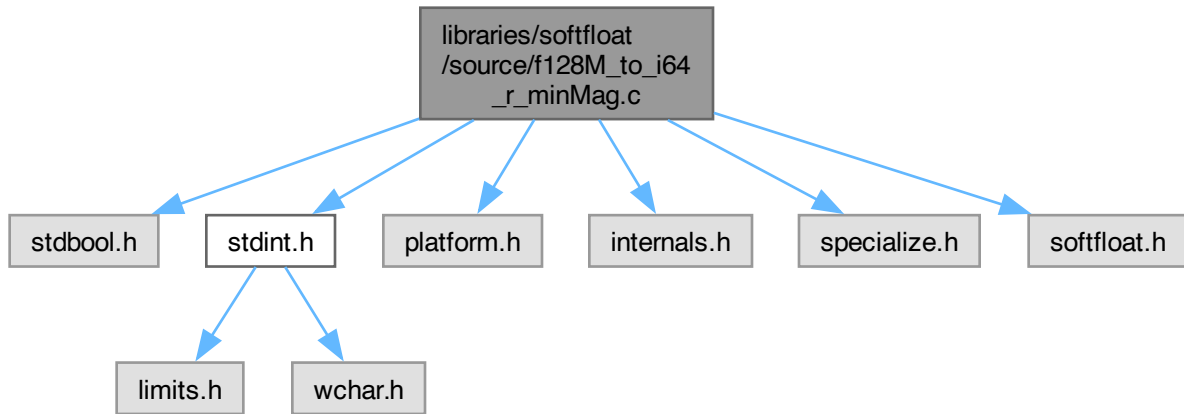 libraries/softfloat
/source/f128M_to_i64
_r_minMag.c
stdbool.h
stdint.h
platform.h
internals.h
specialize.h
softfloat.h
limits.h
wchar.h